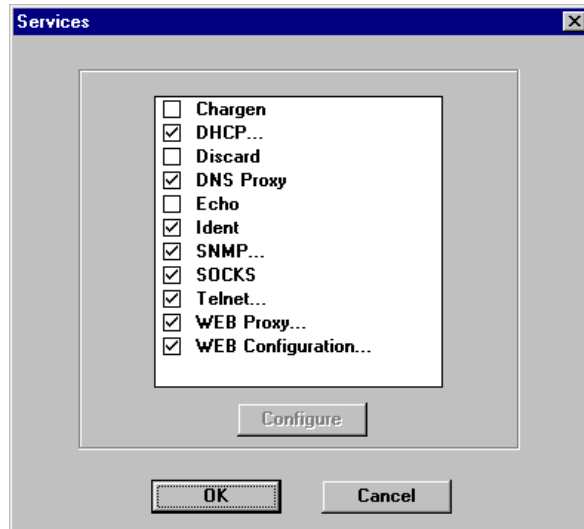 Services
Chargen
DHCP...
Discard
DNS Proxy
Echo
Ident
SNMP...
SOCKS
Telnet...
WEB Proxy...
WEB Configuration...
Configure
OK
Cancel